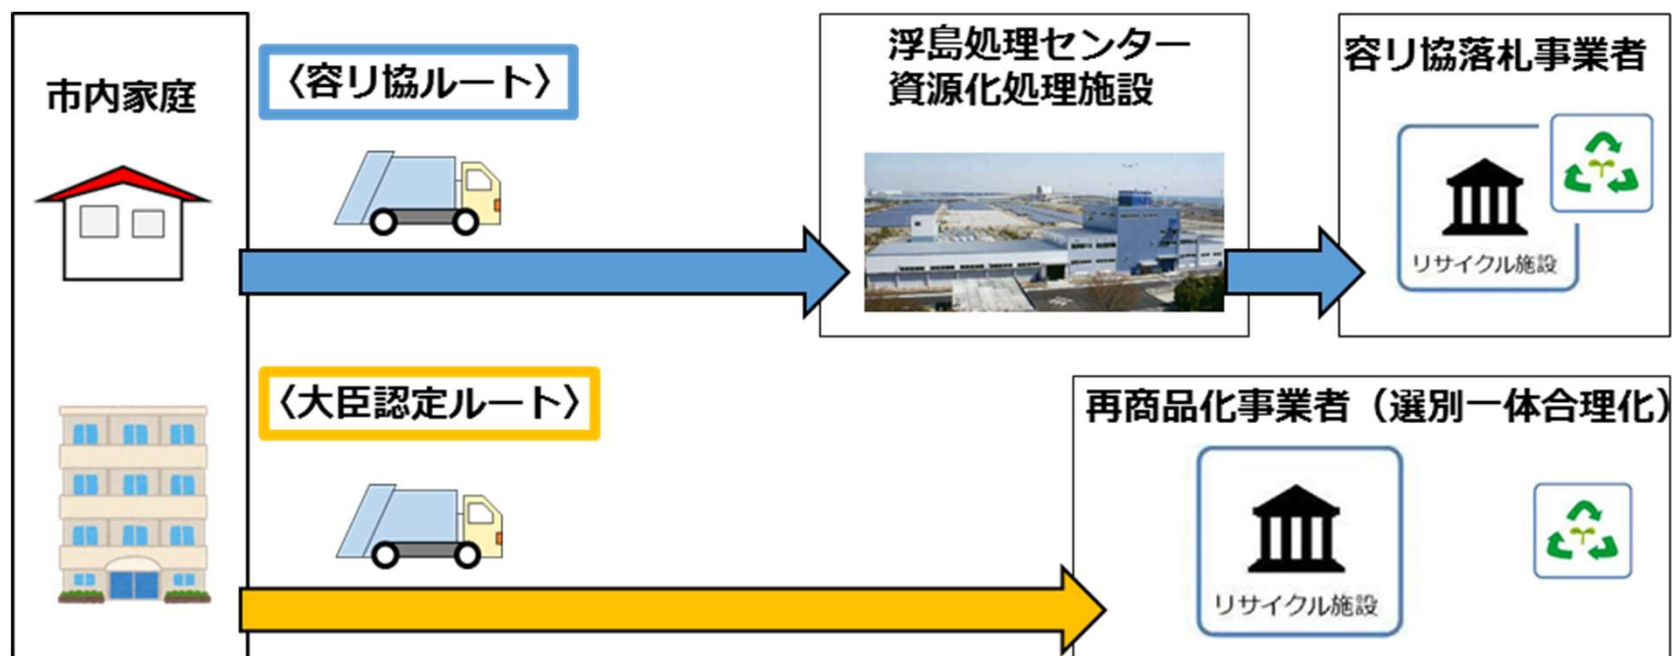 市内家庭
〈容リ協ルート〉
浮島処理センター
資源化処理施設
容リ協落札事業者
リサイクル施設
〈大臣認定ルート〉
再商品化事業者（選別一体合理化）
リサイクル施設